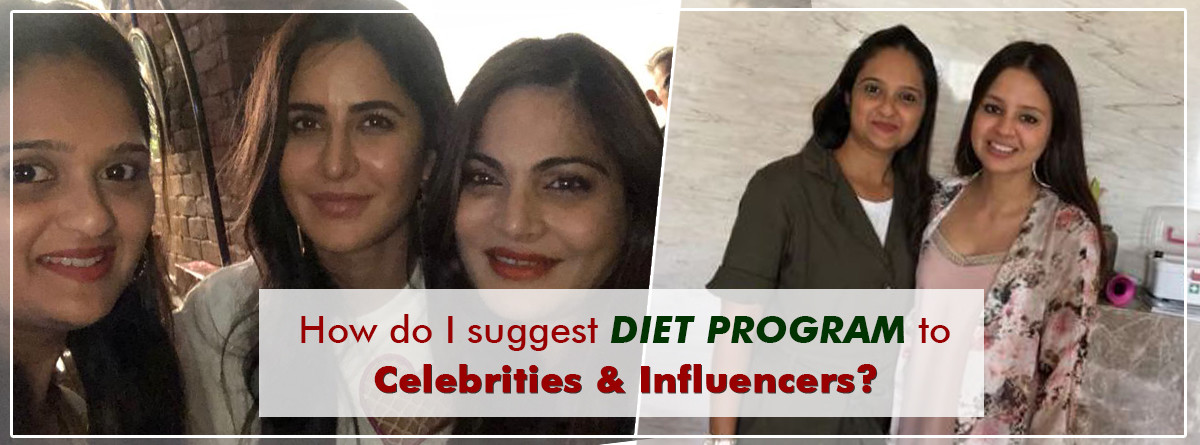 How do I suggest DIET PROGRAM to
Celebrities & Influencers?